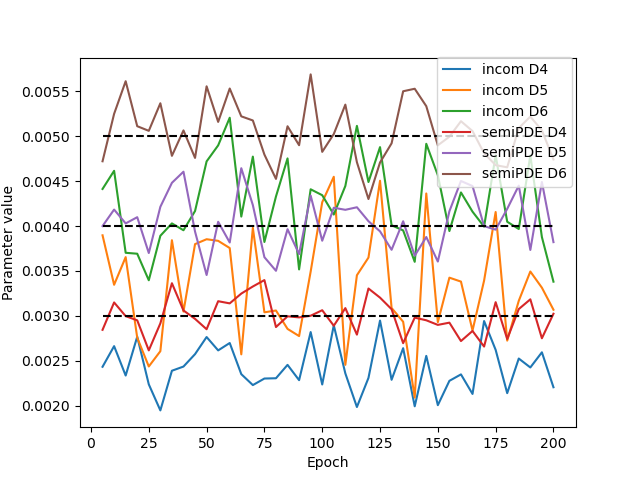 incom D4
incom D5
incom D6
semiPDE D4
semiPDE D5
semiPDE D6
0.0055
0.0050
0.0045
0.0040
0.0035
0.0030
0.0025
0.0020
Parameter value
0 25 50 75 100 125 150 175 200
Epoch